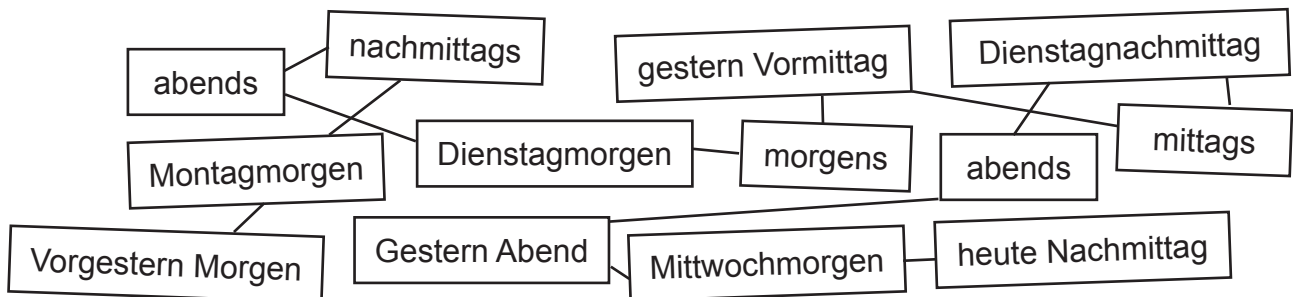 nachmittags
abends
gestern Vormittag
Dienstagnachmittag
Montagmorgen
Dienstagmorgen
morgens
abends
mittags
Vorgestern Morgen
Gestern Abend
Mittwochmorgen
heute Nachmittag